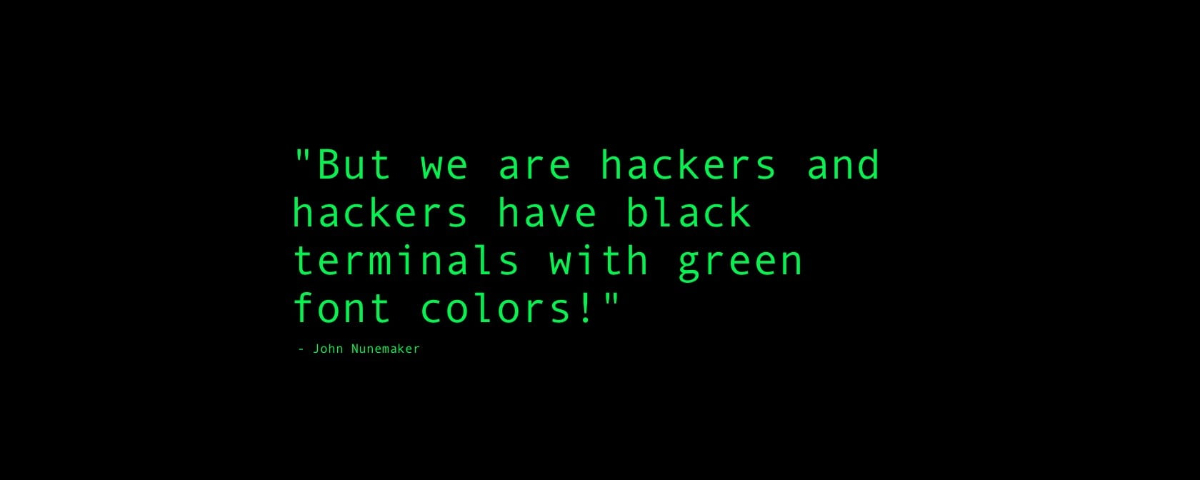 "But we are hackers and
hackers have black
terminals with green
font colors!"
- John Nunemaker